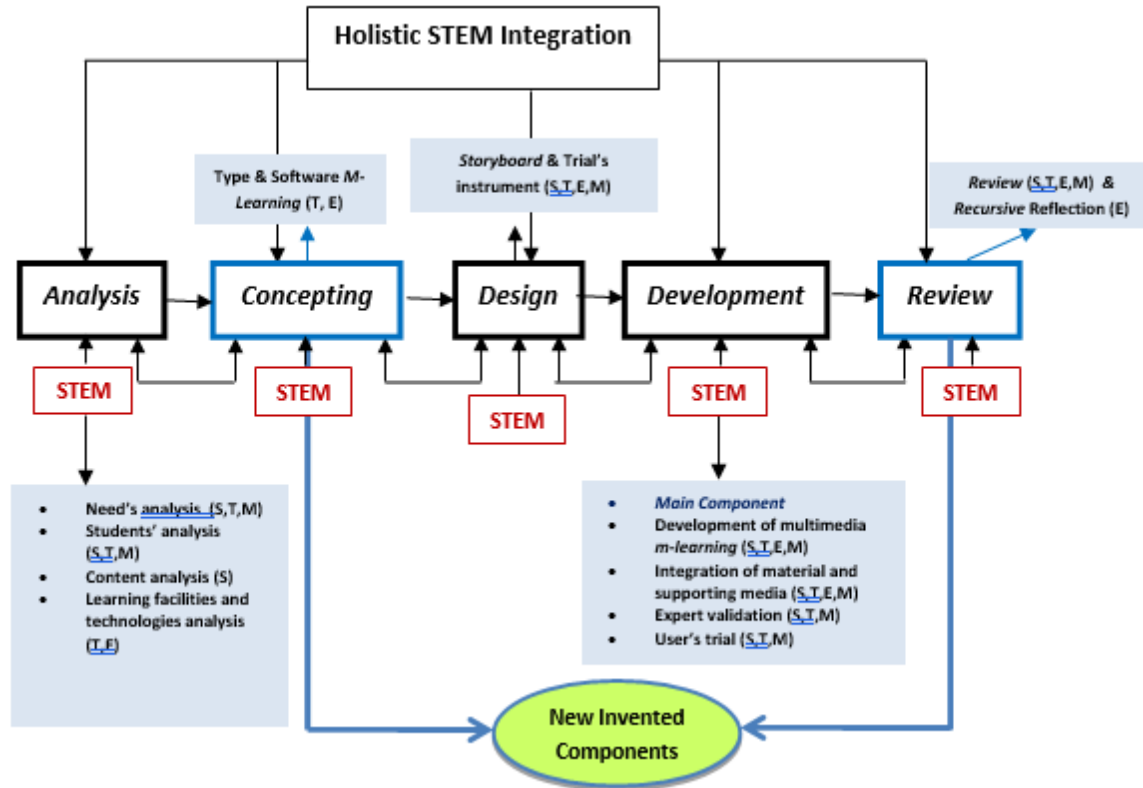 Holistic STEM Integration
Type & Software M-
Learning (T, E)
Storyboard & Trial's
instrument (S,T,E,M)
Review (S,T,E,M) &
Recursive Reflection (E)
Analysis
Concepting
Design
Development
Review
STEM
STEM
STEM
STEM
STEM
• Need's analysis (S,T,M)
• Students' analysis
(S,T,M)
• Content analysis (S)
• Learning facilities and
technologies analysis
(T,E)
• Main Component
• Development of multimedia
m-learning (S,T,E,M)
• Integration of material and
supporting media (S,T,E,M)
• Expert validation (S,T,M)
• User's trial (S,T,M)
New Invented
Components